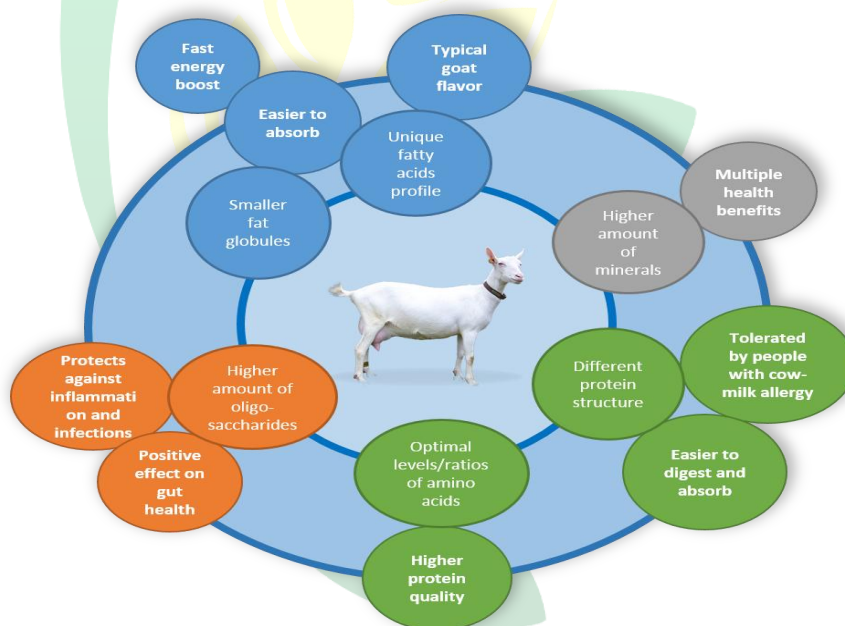 Fast
energy
boost
Typical
goat
flavor
Easier to
absorb
Unique
fatty
acids
profile
Smaller
fat
globules
Multiple
health
benefits
Higher
amount
of
minerals
Protects
against
inflammati
on and
infections
Higher
amount of
oligo-
saccharides
Positive
effect on
gut
health
Different
protein
structure
Tolerated
by people
with cow-
milk allergy
Easier to
digest and
absorb
Optimal
levels/ratios
of amino
acids
Higher
protein
quality